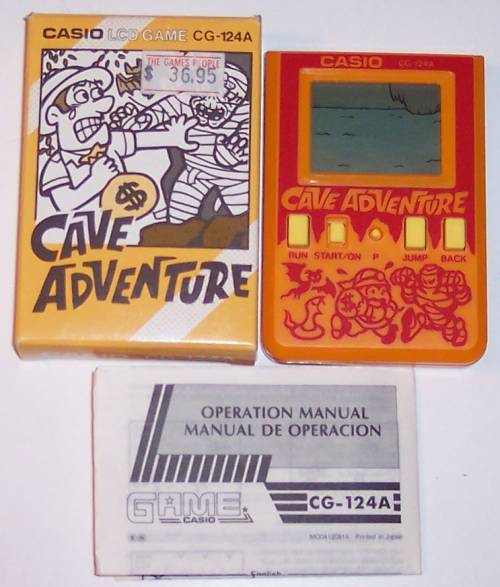 CASIO LCD GAME CG-124A
THE GAMES PEOPLE
$ 36.95
$
CAVE
ADVENTURE
CASIO CG-124A
CAVE ADVENTURE
RUN START/ON P JUMP BACK
$
OPERATION MANUAL
MANUAL DE OPERACION
GAME
CASIO
CG-124A
Printed in Japan
English